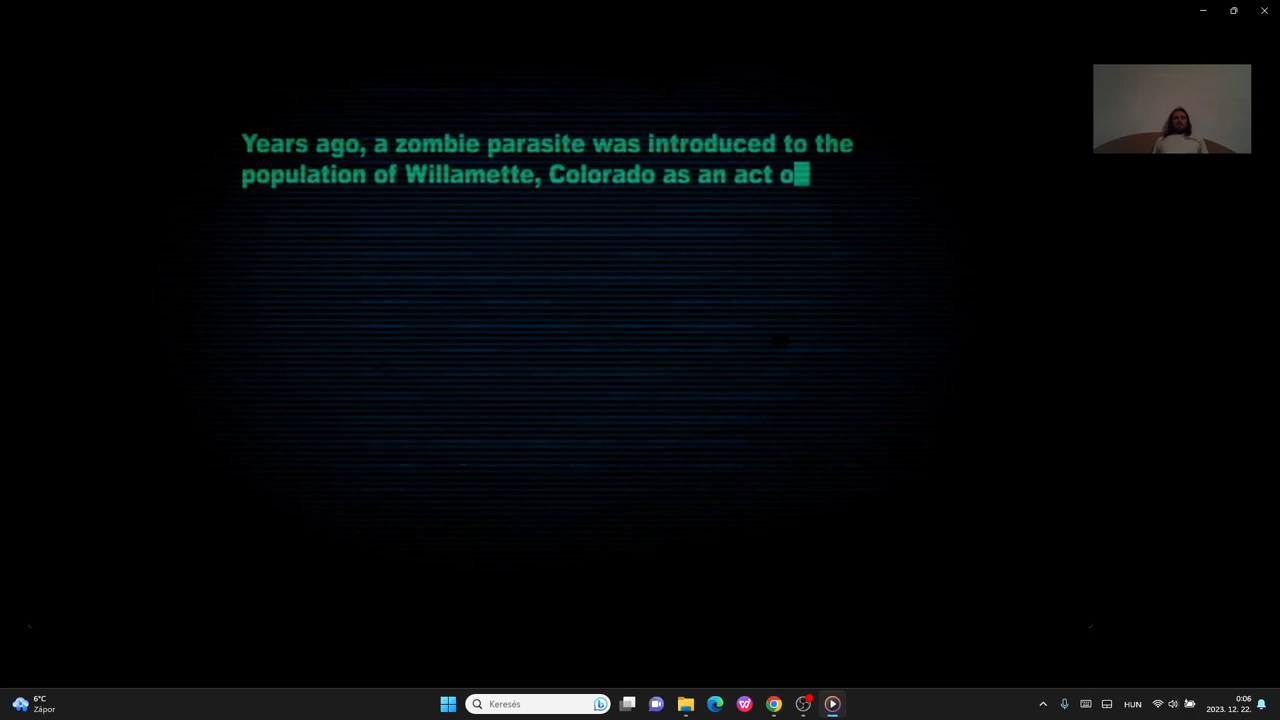 Years ago, a zombie parasite was introduced to the
population of Willamette, Colorado as an act o
6°C
Zápor
Keresés
HUN
0:06
2023. 12. 22.